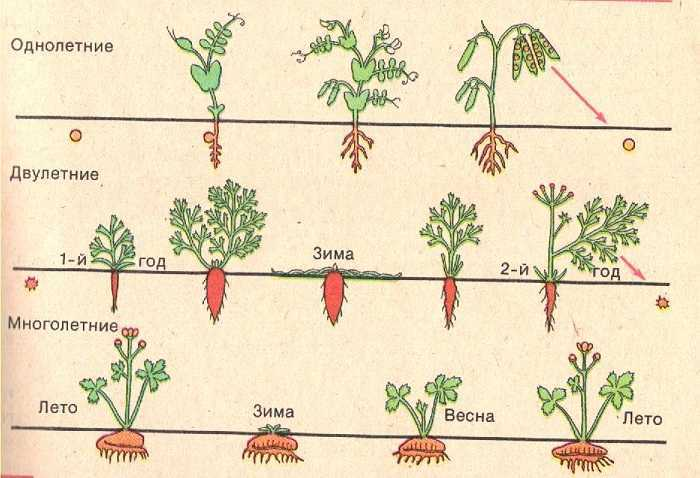 Однолетние
Двулетние
1-й год
Зима
2-й год
Многолетние
Лето
Зима
Весна
Лето